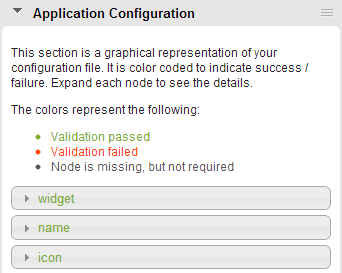 Application Configuration
This section is a graphical representation of your
configuration file. It is color coded to indicate success /
failure. Expand each node to see the details.
The colors represent the following:
Validation passed
Validation failed
Node is missing, but not required
widget
name
icon